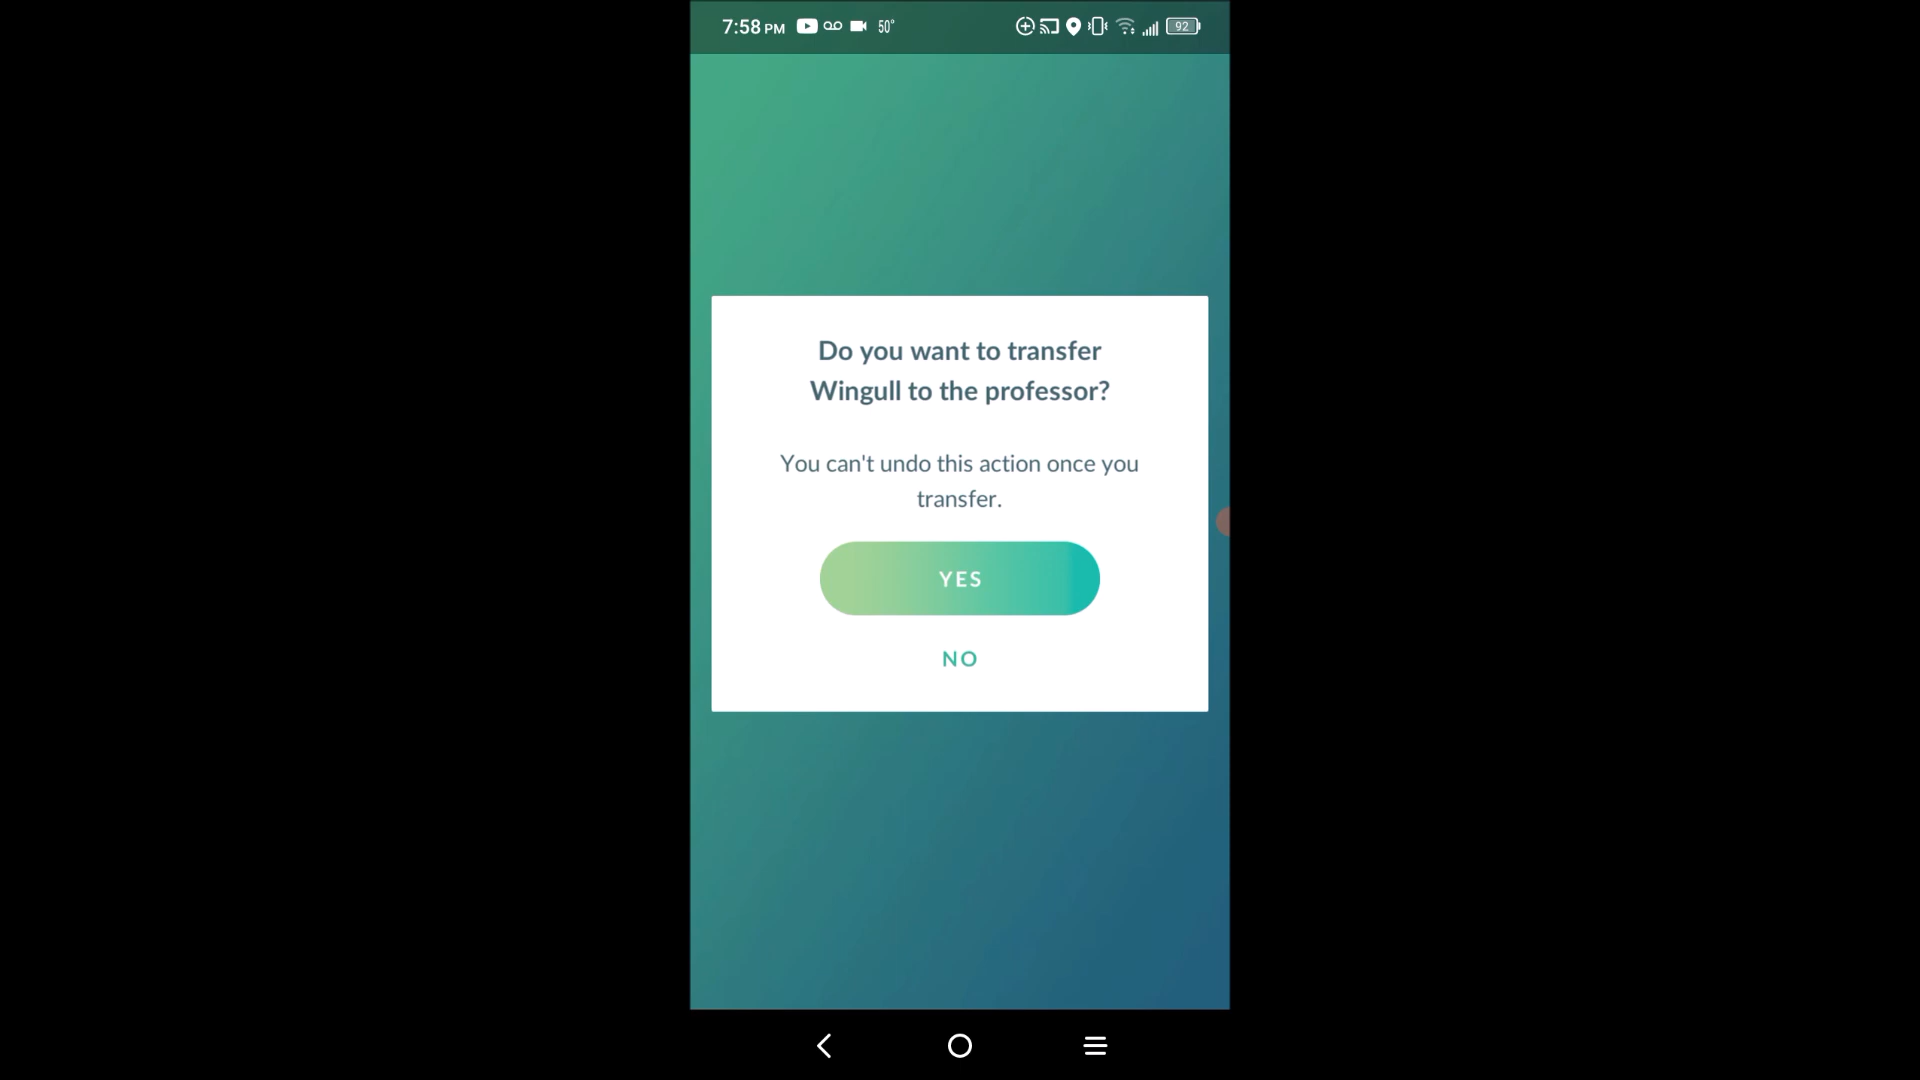 7:58 PM 50°
92
Do you want to transfer
Wingull to the professor?
You can't undo this action once you
transfer.
YES
NO